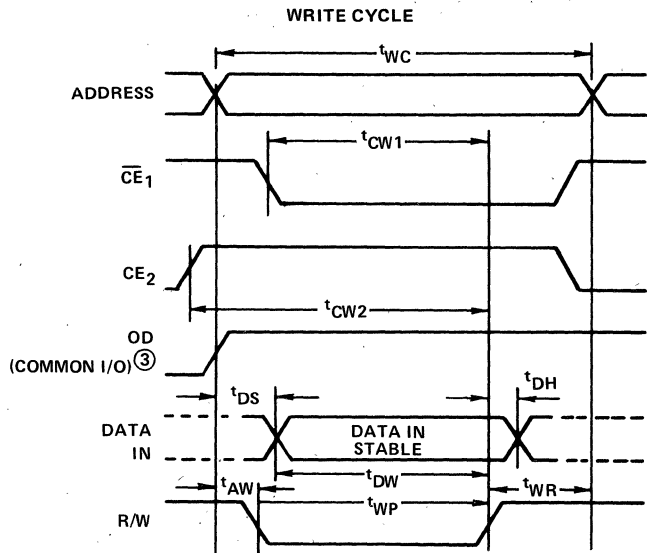 WRITE CYCLE
tWC
ADDRESS
tCW1
CE1
CE2
tCW2
OD
(COMMON I/O) ③
tDS
tDH
DATA
IN
DATA IN
STABLE
tDW
tAW
tWP
tWR
R/W